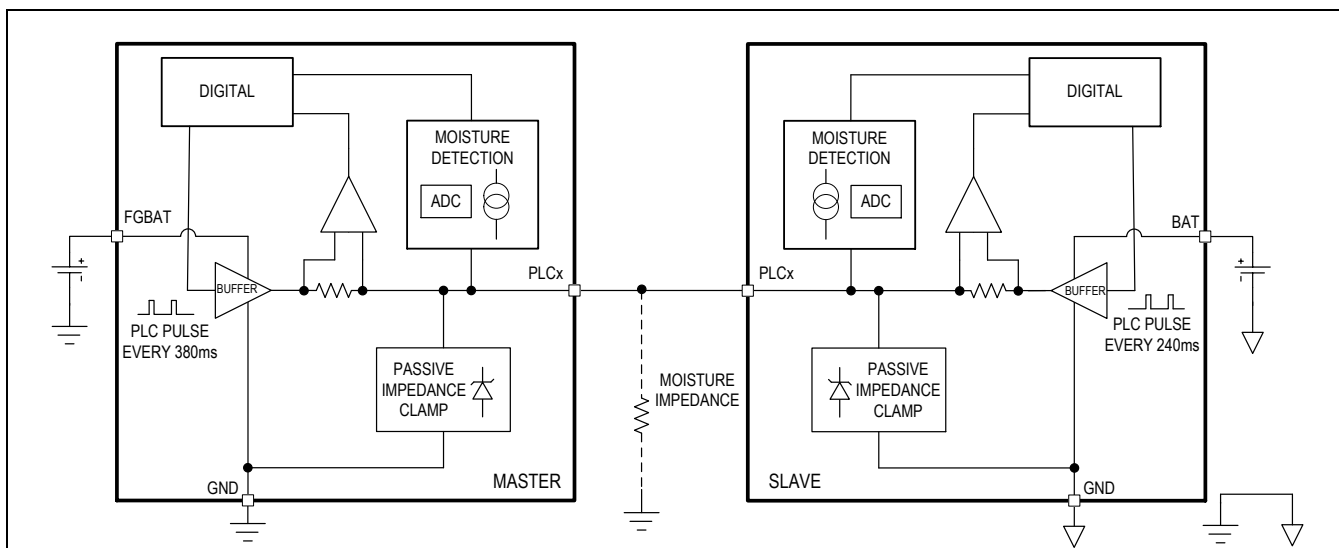 DIGITAL
MOISTURE
DETECTION
ADC
FGBAT
BUFFER
PLC PULSE
EVERY 380ms
PLCx
PASSIVE
IMPEDANCE
CLAMP
GND
MASTER
MOISTURE
IMPEDANCE
DIGITAL
MOISTURE
DETECTION
ADC
BAT
PLCx
BUFFER
PLC PULSE
EVERY 240ms
PASSIVE
IMPEDANCE
CLAMP
SLAVE
GND